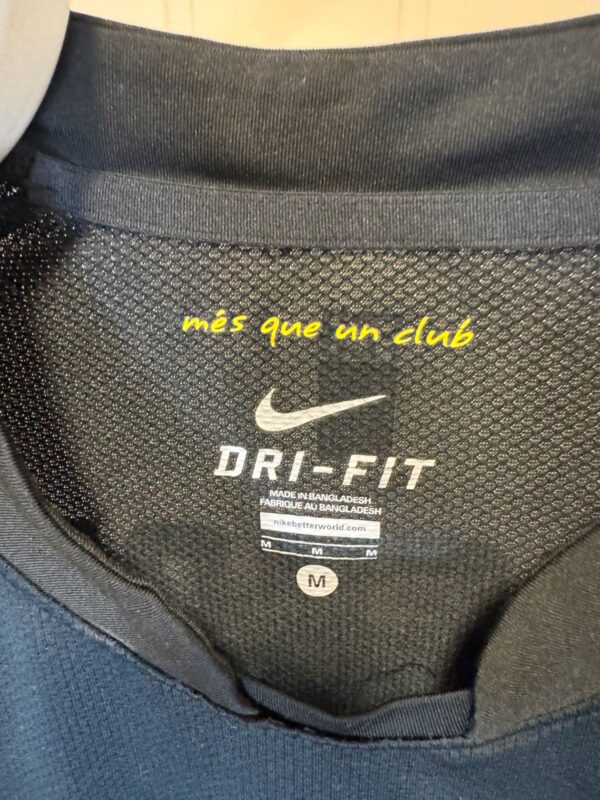 més que un club
DRI-FIT
MADE IN BANGLADESH
FABRIQUE AU BANGLADESH
nikebetterworld.com
M M M
M